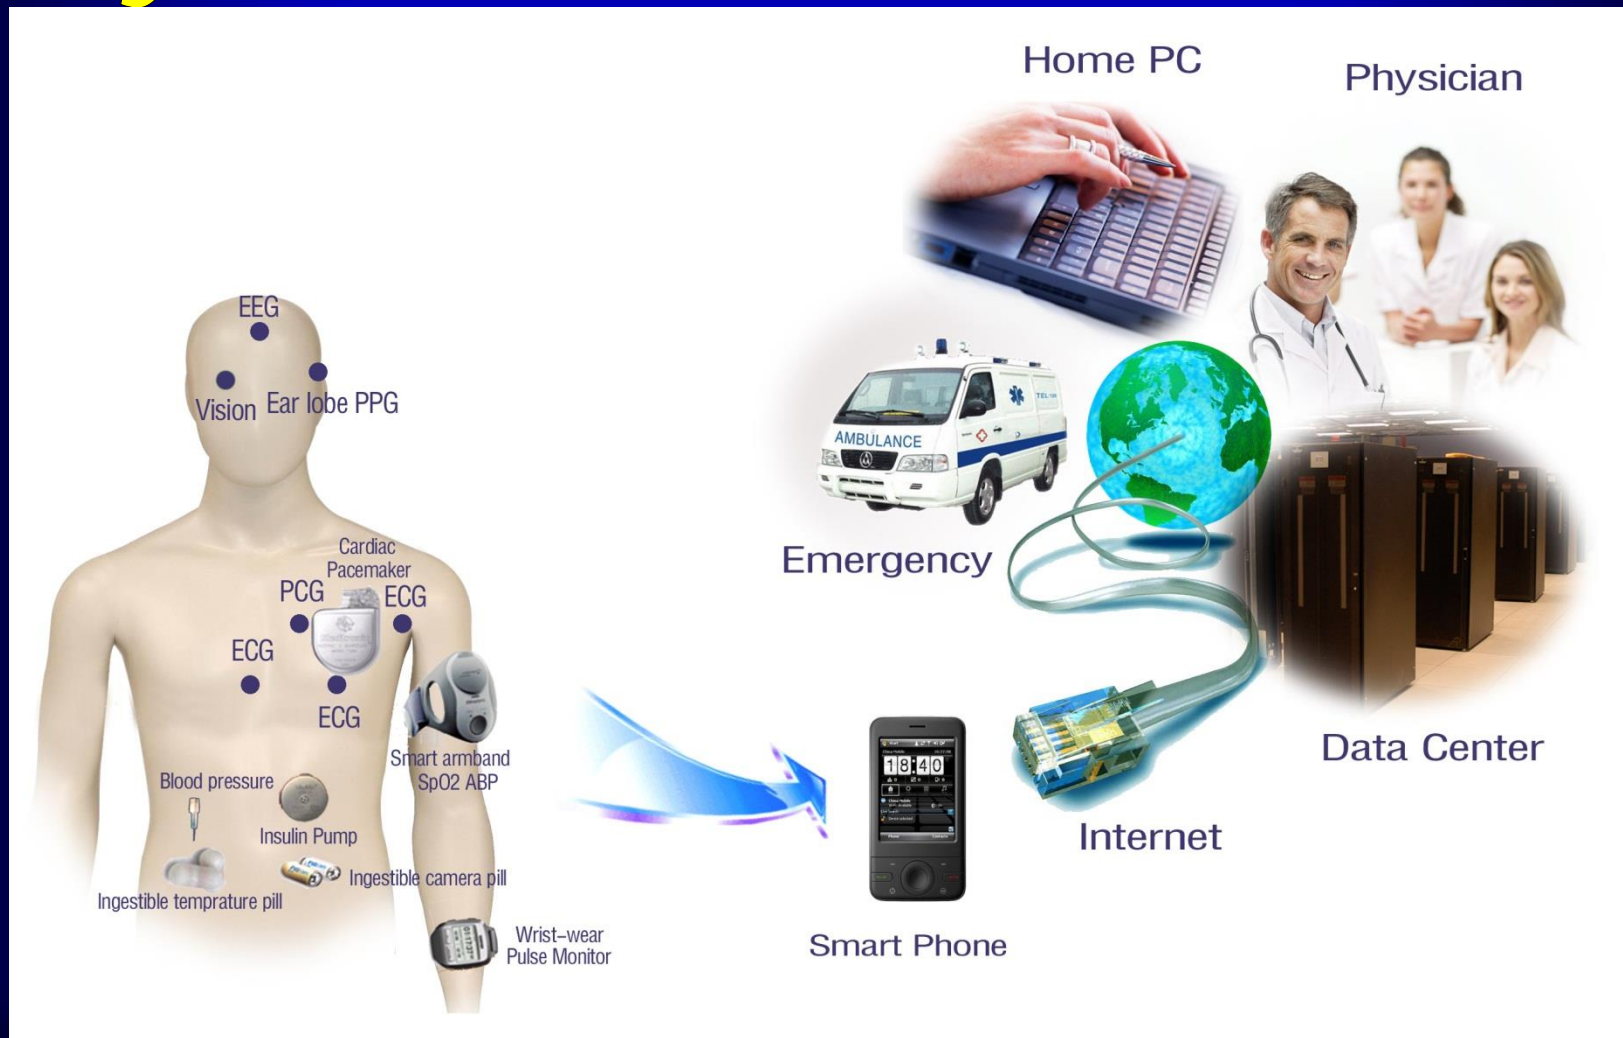 Home PC
Physician
EEG
Vision
Ear lobe PPG
AMBULANCE
Emergency
Cardiac
Pacemaker
PCG
ECG
ECG
ECG
Smart armband
SpO2 ABP
Blood pressure
Insulin Pump
Ingestible camera pill
Ingestible temprature pill
Wrist-wear
Pulse Monitor
18:40
Smart Phone
Internet
Data Center